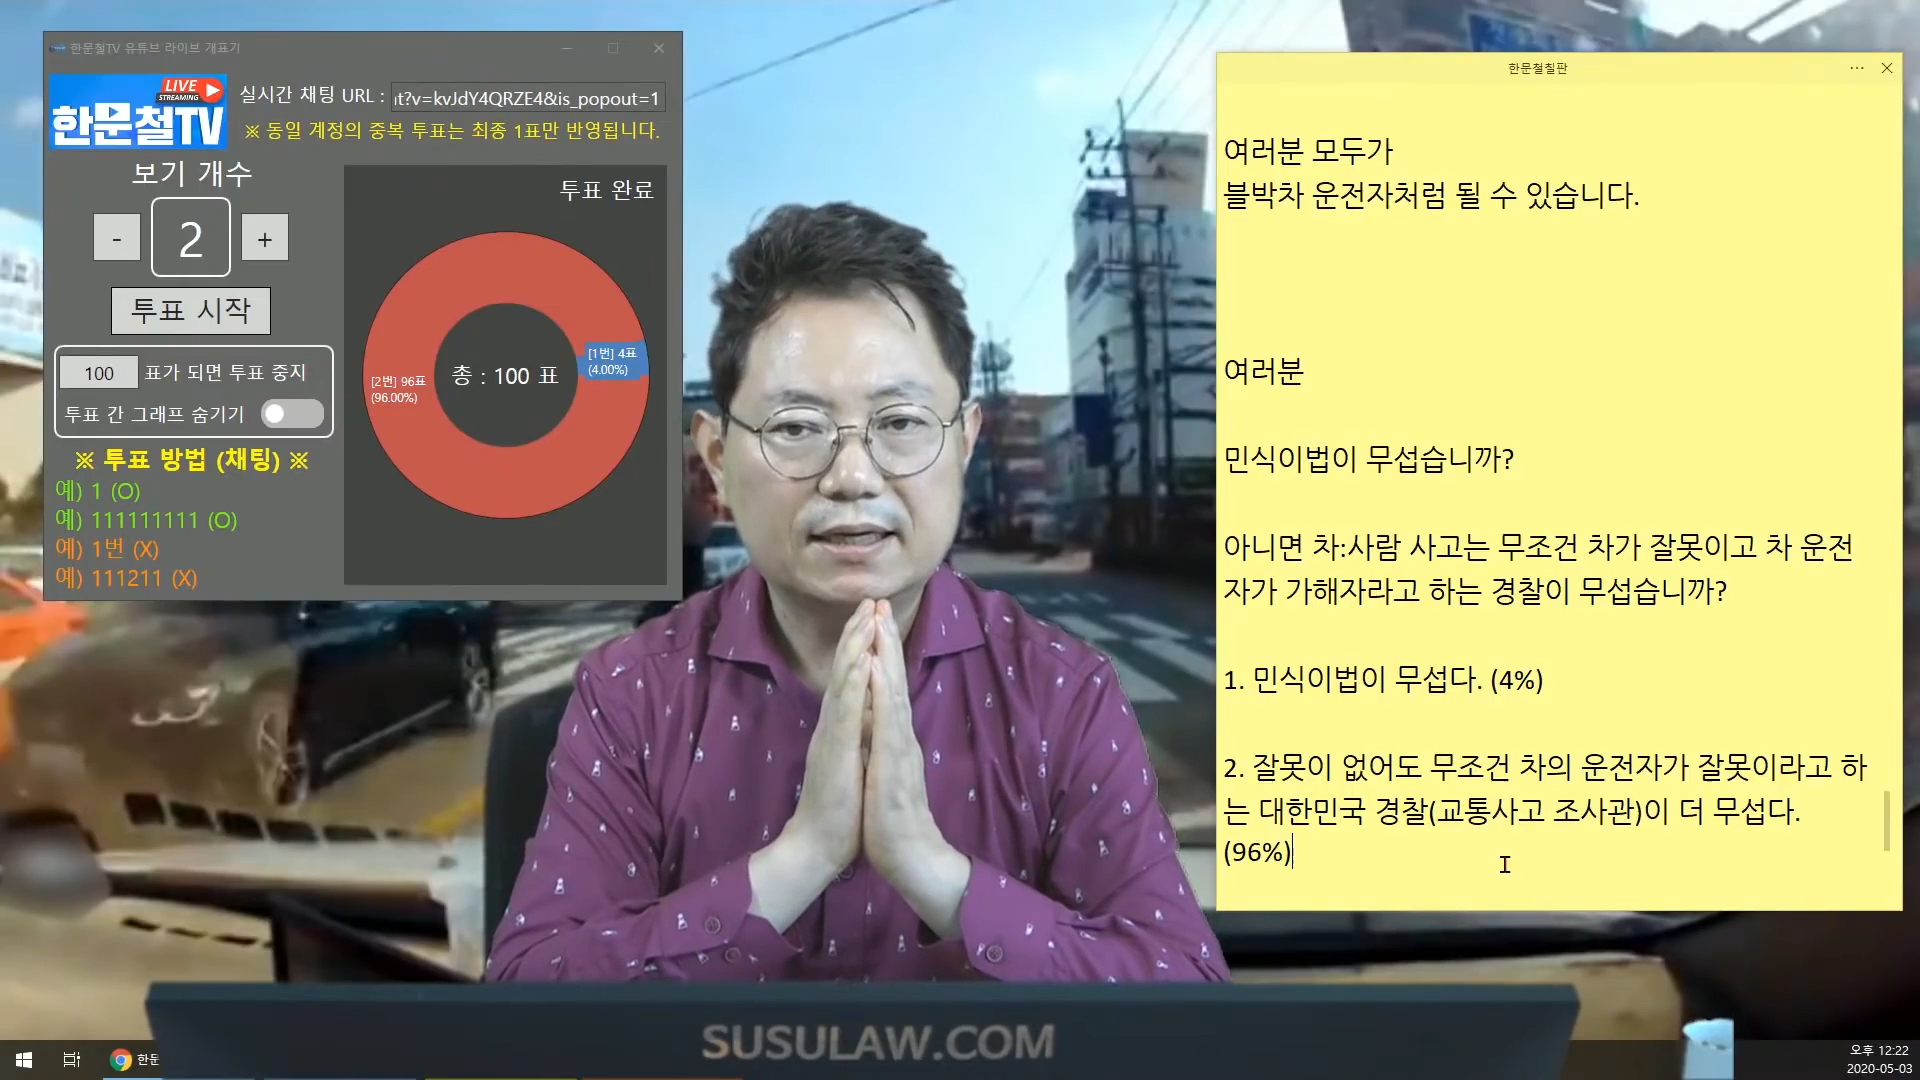 한문철TV 유튜브 라이브 개표기
LIVE
STREAMING
한문철TV
실시간 채팅 URL : ıt?v=kvJdY4QRZE4&is_popout=1
※ 동일 계정의 중복 투표는 최종 1표만 반영됩니다.
보기 개수
- 2 +
투표 시작
100 표가 되면 투표 중지
투표 간 그래프 숨기기
※ 투표 방법 (채팅) ※
예) 1 (O)
예) 111111111 (O)
예) 1번 (X)
예) 111211 (X)
투표 완료
[1번] 4표
(4.00%)
총 : 100 표
[2번] 96표
(96.00%)
한문철칠판
여러분 모두가
블박차 운전자처럼 될 수 있습니다.
여러분
민식이법이 무섭습니까?
아니면 차:사람 사고는 무조건 차가 잘못이고 차 운전
자가 가해자라고 하는 경찰이 무섭습니까?
1. 민식이법이 무섭다. (4%)
2. 잘못이 없어도 무조건 차의 운전자가 잘못이라고 하
는 대한민국 경찰(교통사고 조사관)이 더 무섭다.
(96%)
SUSULAW.COM
한문
오후 12:22
2020-05-03